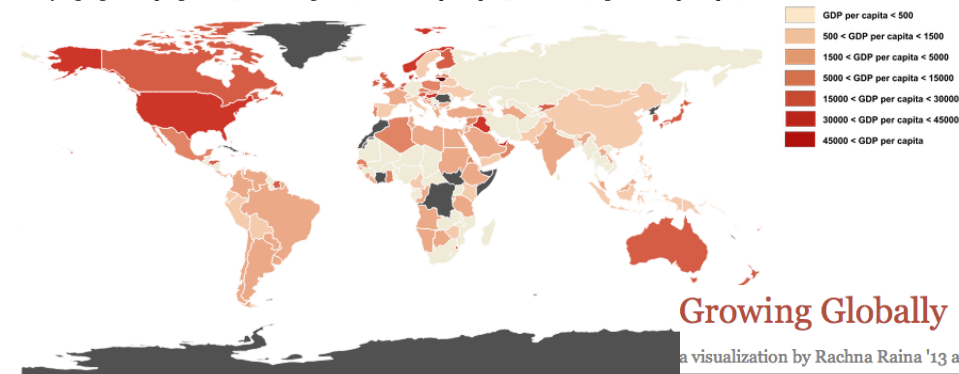 GDP per capita < 500
500 < GDP per capita < 1500
1500 < GDP per capita < 5000
5000 < GDP per capita < 15000
15000 < GDP per capita < 30000
30000 < GDP per capita < 45000
45000 < GDP per capita
Growing Globally
a visualization by Rachna Raina '13 a